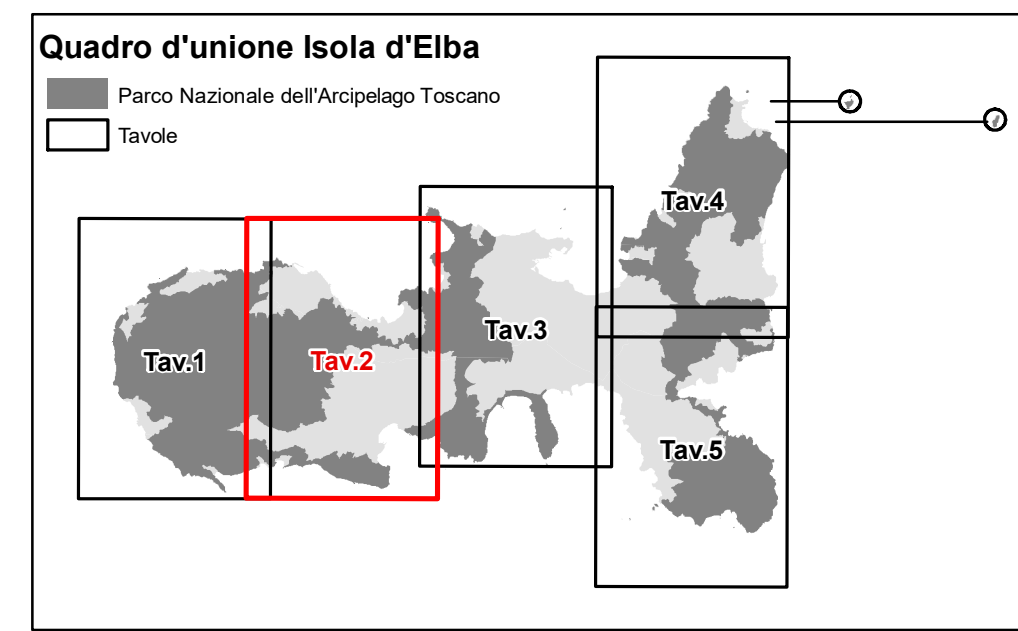 Quadro d'unione Isola d'Elba
Parco Nazionale dell'Arcipelago Toscano
Tavole
Tav.4
Tav.3
Tav.1
Tav.2
Tav.5